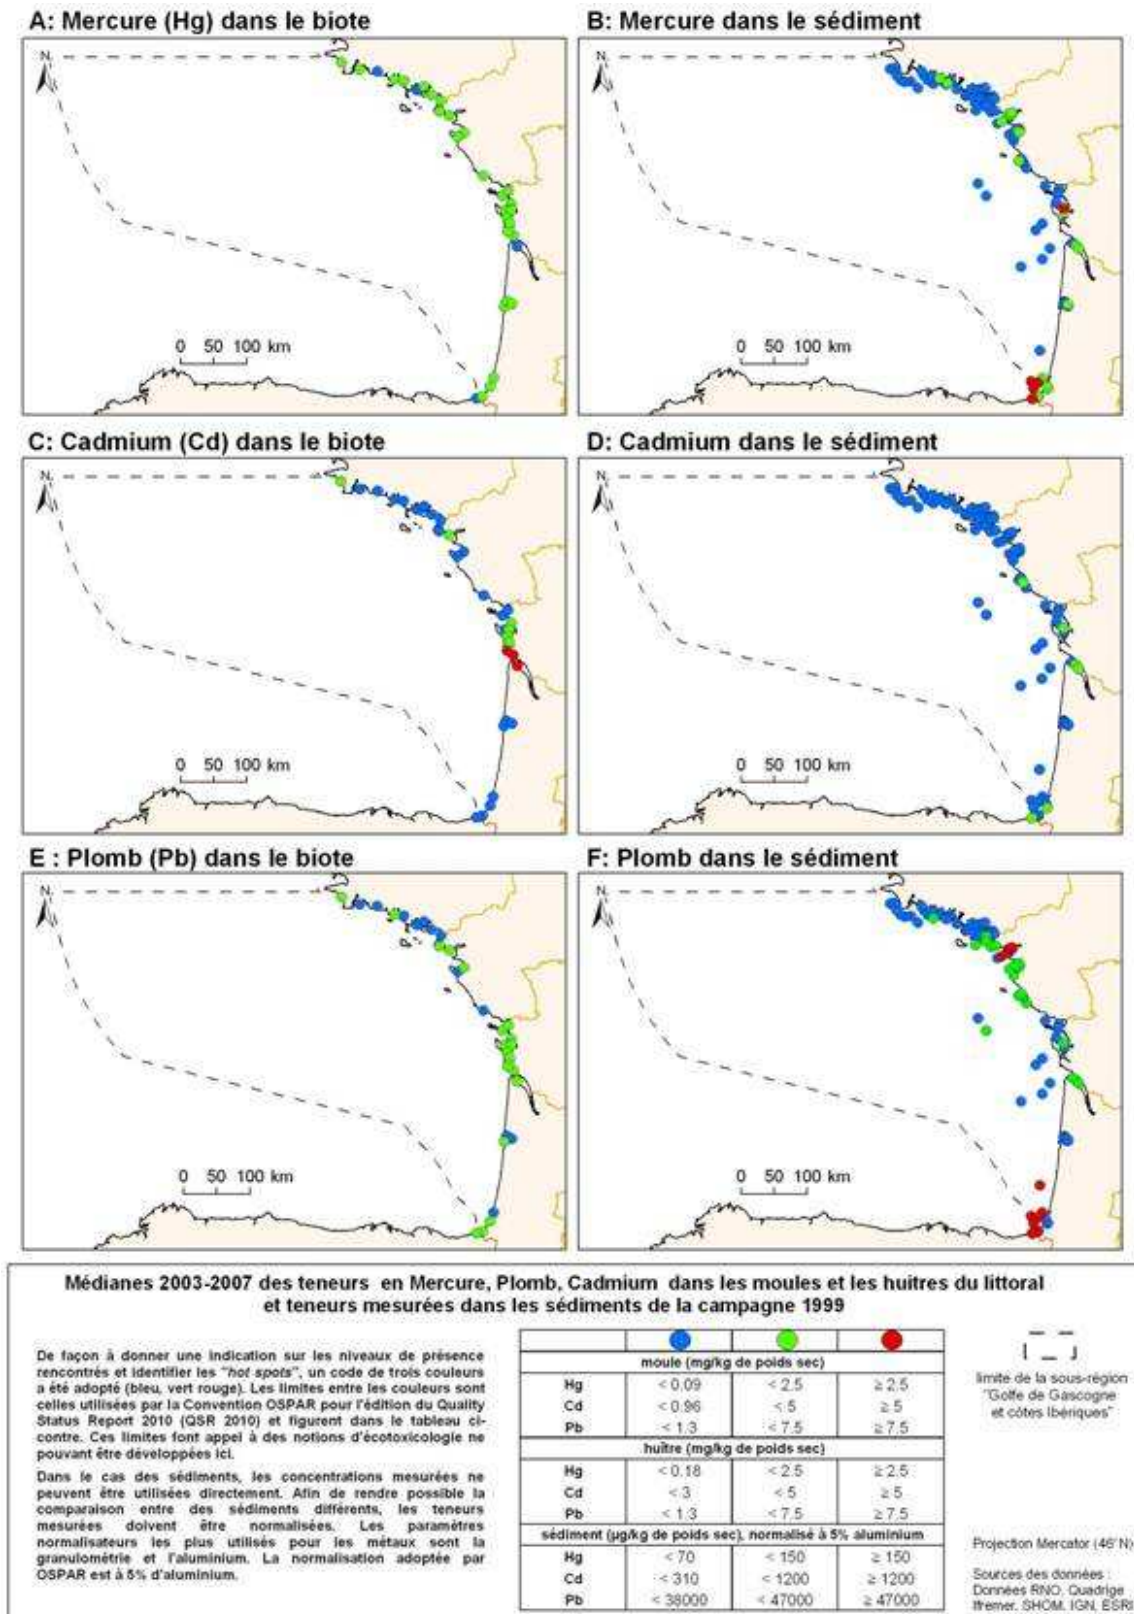 A: Mercure (Hg) dans le biote
B: Mercure dans le sédiment
N
0 50 100 km
N
0 50 100 km
C: Cadmium (Cd) dans le biote
D: Cadmium dans le sédiment
N
0 50 100 km
N
0 50 100 km
E : Plomb (Pb) dans le biote
F: Plomb dans le sédiment
N
0 50 100 km
N
0 50 100 km
Médianes 2003-2007 des teneurs en Mercure, Plomb, Cadmium dans les moules et les huitres du littoral
et teneurs mesurées dans les sédiments de la campagne 1999
De façon à donner une indication sur les niveaux de présence
rencontrés et identifier les "hot spots", un code de trois couleurs
a été adopté (bleu, vert rouge). Les limites entre les couleurs sont
celles utilisées par la Convention OSPAR pour l'édition du Quality
Status Report 2010 (QSR 2010) et figurent dans le tableau ci-
contre. Ces limites font appel à des notions d'écotoxicologie ne
pouvant être développées ici.
Dans le cas des sédiments, les concentrations mesurées ne
peuvent être utilisées directement. Afin de rendre possible la
comparaison entre des sédiments différents, les teneurs
mesurées doivent être normalisées. Les paramètres
normalisateurs les plus utilisés pour les métaux sont la
granulométrie et l'aluminium. La normalisation adoptée par
OSPAR est à 5% d'aluminium.
moule (mg/kg de poids sec)
Hg < 0.09 < 2.5 ≥ 2.5
Cd < 0.96 < 5 ≥ 5
Pb < 1.3 < 7.5 ≥ 7.5
huître (mg/kg de poids sec)
Hg < 0.18 < 2.5 ≥ 2.5
Cd < 3 < 5 ≥ 5
Pb < 1.3 < 7.5 ≥ 7.5
sédiment (µg/kg de poids sec), normalisé à 5% aluminium
Hg < 70 < 150 ≥ 150
Cd < 310 < 1200 ≥ 1200
Pb < 38000 < 47000 ≥ 47000
limite de la sous-région
"Golfe de Gascogne
et côtes Ibériques"
Projection Mercator (46°N)
Sources des données :
Données RNO, Quadrige
Ifremer, SHOM, IGN, ESRI